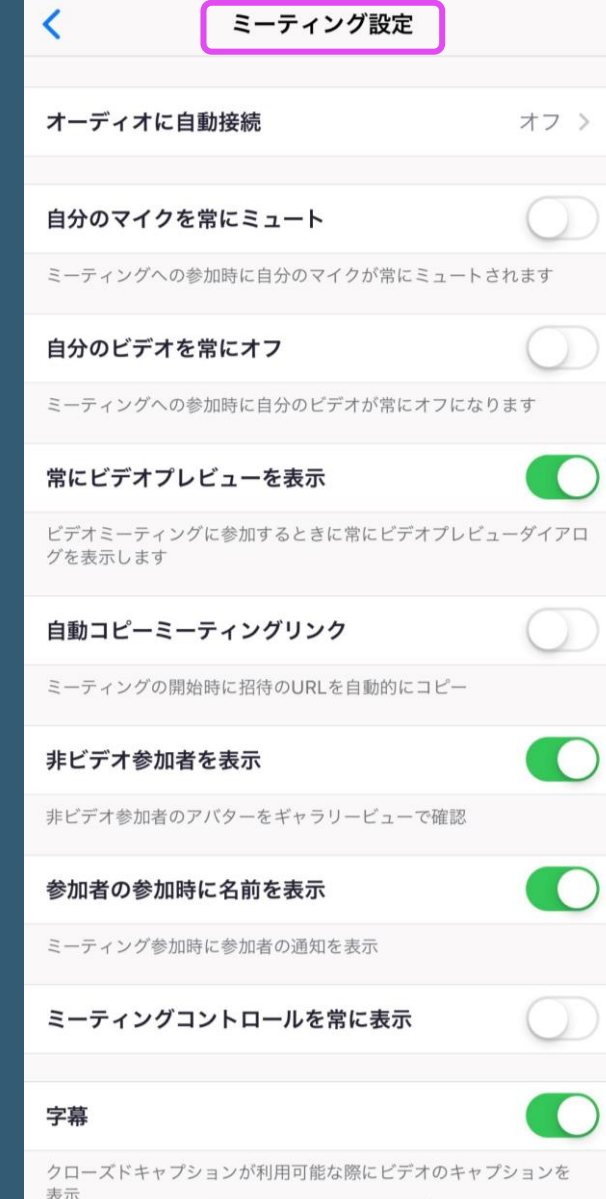 ミーティング設定
オーディオに自動接続 オフ
自分のマイクを常にミュート
ミーティングへの参加時に自分のマイクが常にミュートされます
自分のビデオを常にオフ
ミーティングへの参加時に自分のビデオが常にオフになります
常にビデオプレビューを表示
ビデオミーティングに参加するときに常にビデオプレビューダイアロ
グを表示します
自動コピーミーティングリンク
ミーティングの開始時に招待のURLを自動的にコピー
非ビデオ参加者を表示
非ビデオ参加者のアバターをギャラリービューで確認
参加者の参加時に名前を表示
ミーティング参加時に参加者の通知を表示
ミーティングコントロールを常に表示
字幕
クローズドキャプションが利用可能な際にビデオのキャプションを
表示